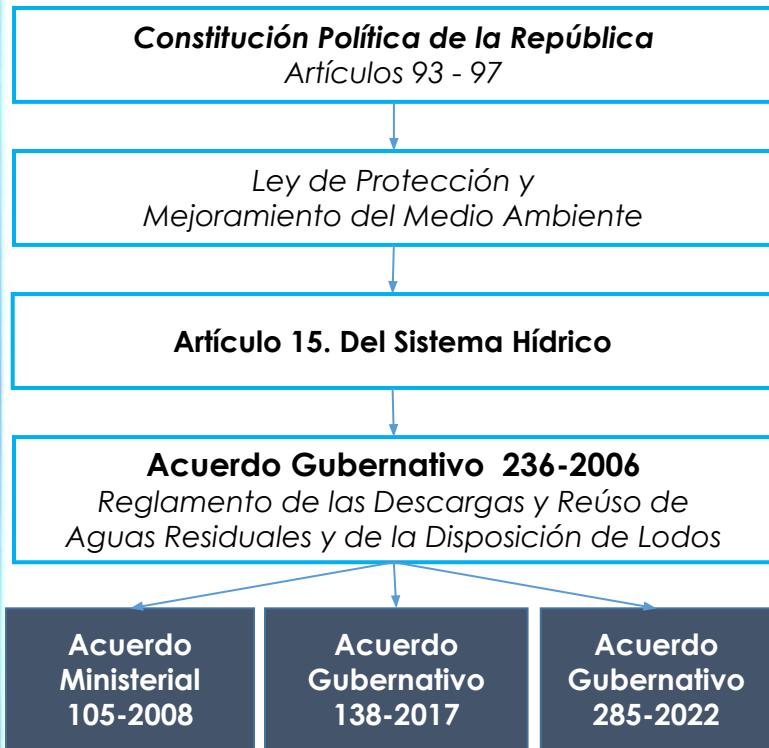 Constitución Política de la República
Artículos 93 - 97
Ley de Protección y
Mejoramiento del Medio Ambiente
Artículo 15. Del Sistema Hídrico
Acuerdo Gubernativo 236-2006
Reglamento de las Descargas y Reúso de
Aguas Residuales y de la Disposición de Lodos
Acuerdo
Ministerial
105-2008
Acuerdo
Gubernativo
138-2017
Acuerdo
Gubernativo
285-2022